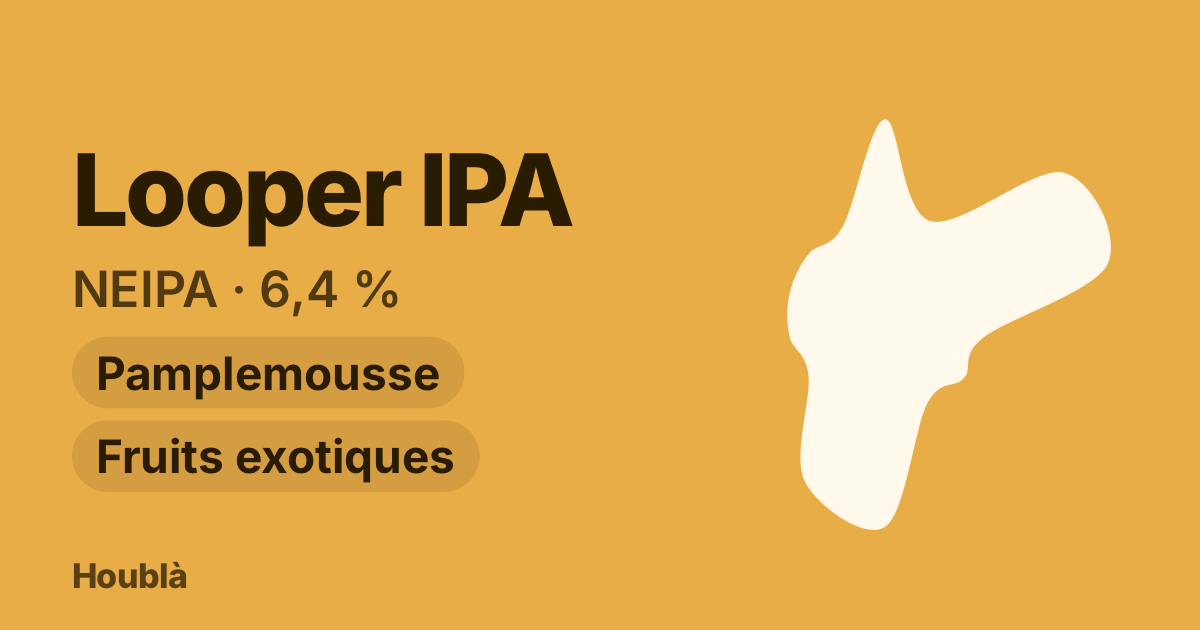 Looper IPA
NEIPA · 6,4 %
Pamplemousse
Fruits exotiques
Houblà